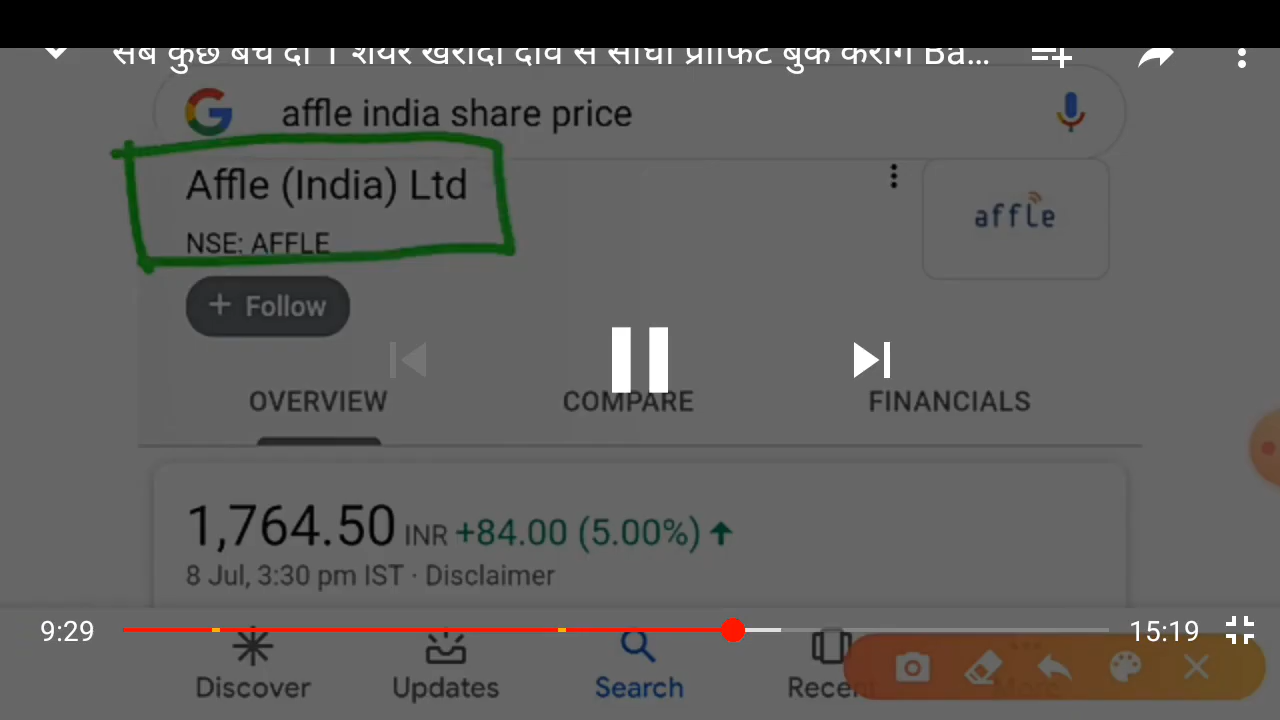 सब कुछ बेच दो 1 शेयर खरीदो दावे से सीधा प्रॉफिट बुक करोगे Ba...
affle india share price
Affle (India) Ltd
affle
NSE: AFFLE
+ Follow
OVERVIEW COMPARE FINANCIALS
1,764.50 INR +84.00 (5.00%) ↑
8 Jul, 3:30 pm IST · Disclaimer
9:29 15:19
Discover Updates Search Recent More